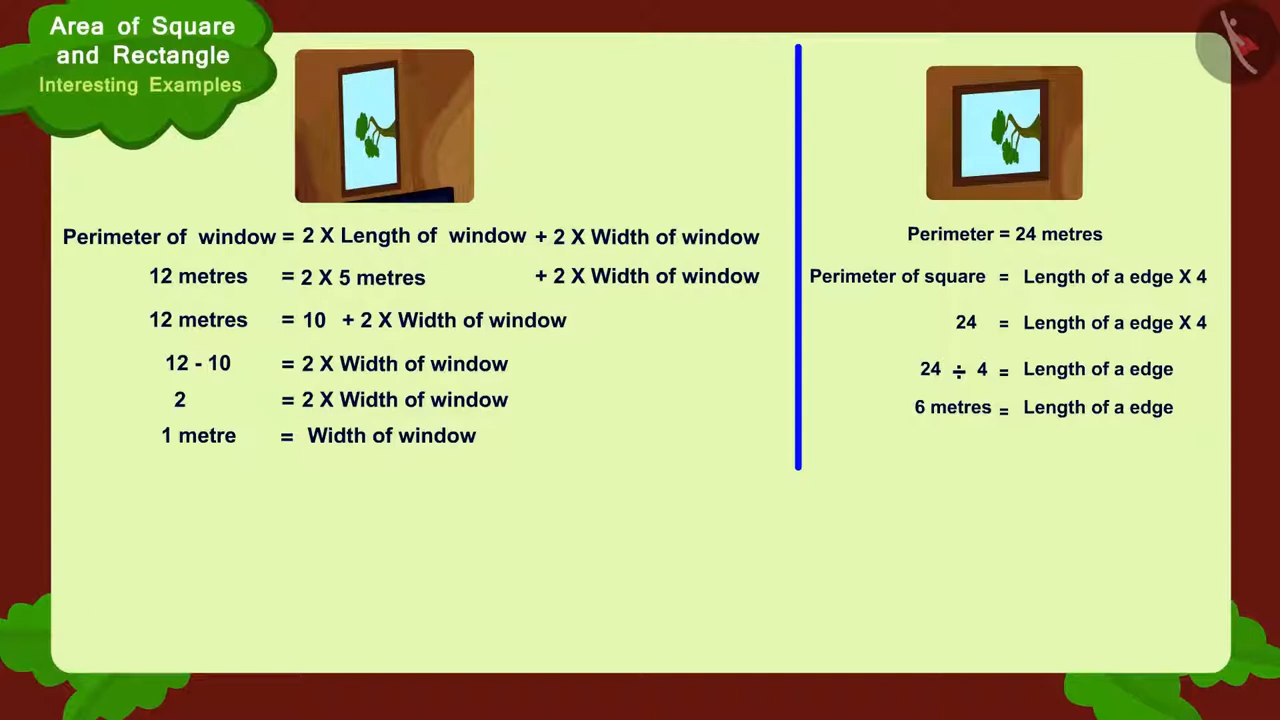 Area of Square
and Rectangle
Interesting Examples
Perimeter of window = 2 X Length of window + 2 X Width of window
12 metres = 2 X 5 metres + 2 X Width of window
12 metres = 10 + 2 X Width of window
12 - 10 = 2 X Width of window
2 = 2 X Width of window
1 metre = Width of window
Perimeter = 24 metres
Perimeter of square = Length of a edge X 4
24 = Length of a edge X 4
24 ÷ 4 = Length of a edge
6 metres = Length of a edge